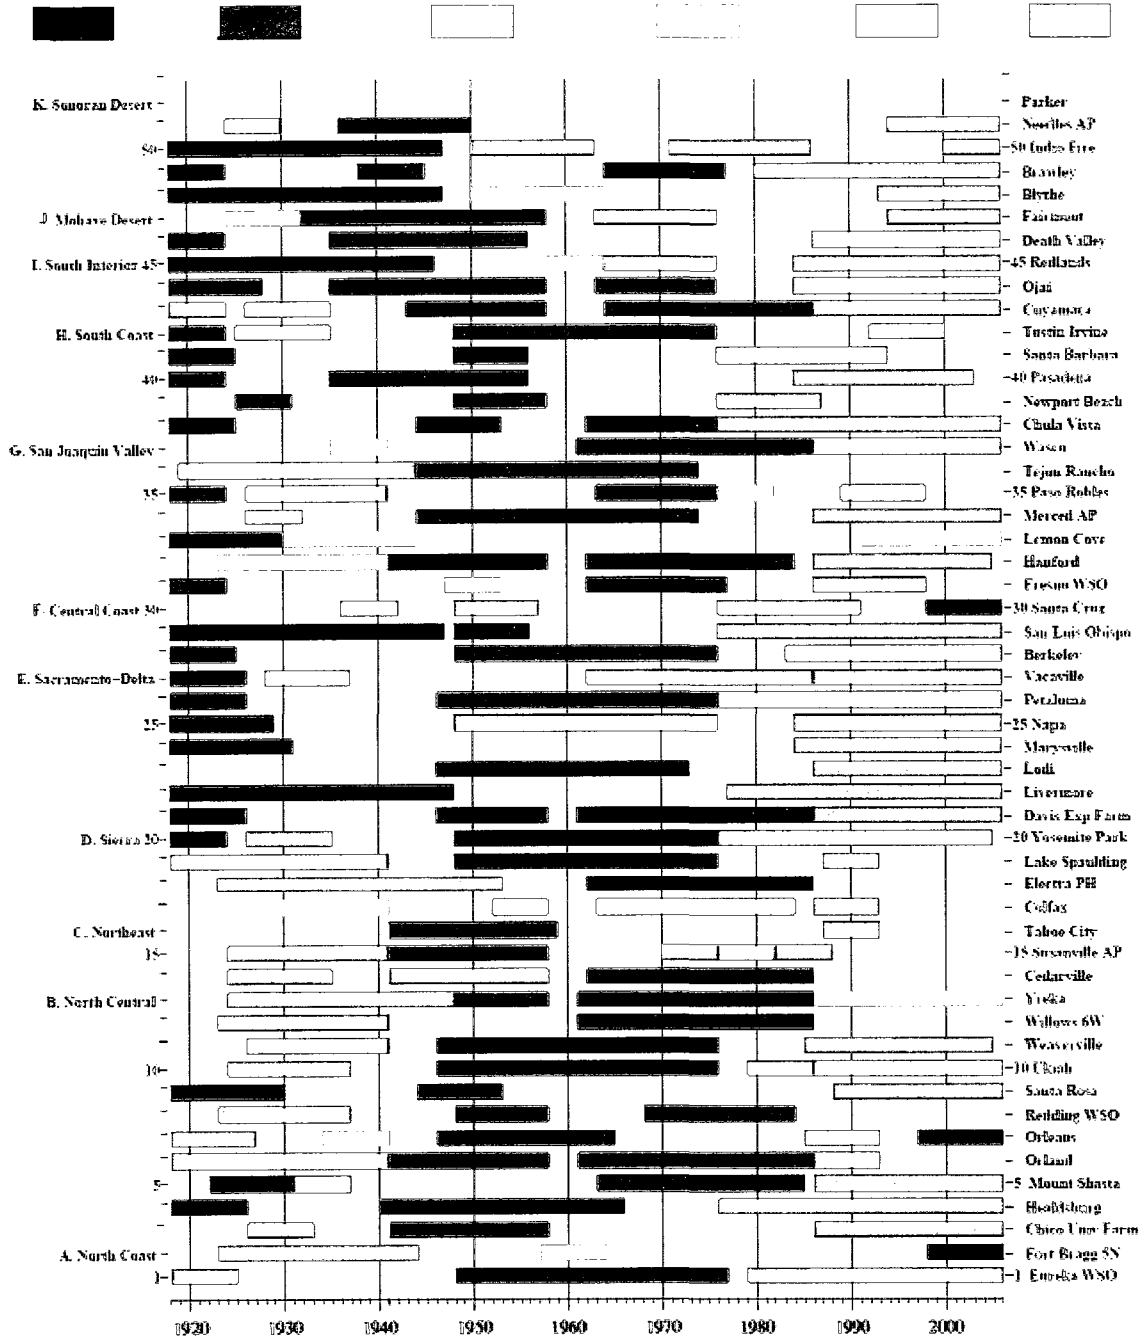 K. Sonoran Desert Parker
Needles AP
50 50 Indio Fire
Brawley
Blythe
J. Mohave Desert Fairmont
Death Valley
I. South Interior 45 45 Redlands
Ojai
Cuyamaca
H. South Coast Tustin Irvine
Santa Barbara
40 40 Pasadena
Newport Beach
Chula Vista
G. San Joaquin Valley Wasco
Tejon Rancho
35 35 Paso Robles
Merced AP
Lemon Cove
Hanford
Fresno WSO
F. Central Coast 30 30 Santa Cruz
San Luis Obispo
Berkeley
E. Sacramento-Delta Vacaville
Petaluma
25 25 Napa
Marysville
Lodi
Livermore
Davis Exp Farm
D. Sierra 20 20 Yosemite Park
Lake Spaulding
Electra PH
Colfax
C. Northeast Tahoe City
15 15 Susanville AP
Cedarville
B. North Central Yreka
Willows 6W
Weaverville
10 10 Ukiah
Santa Rosa
Redding WSO
Orleans
Orland
5 5 Mount Shasta
Healdsburg
Chico Univ Farm
A. North Coast Fort Bragg 5N
1 1 Eureka WSO
1920 1930 1940 1950 1960 1970 1980 1990 2000